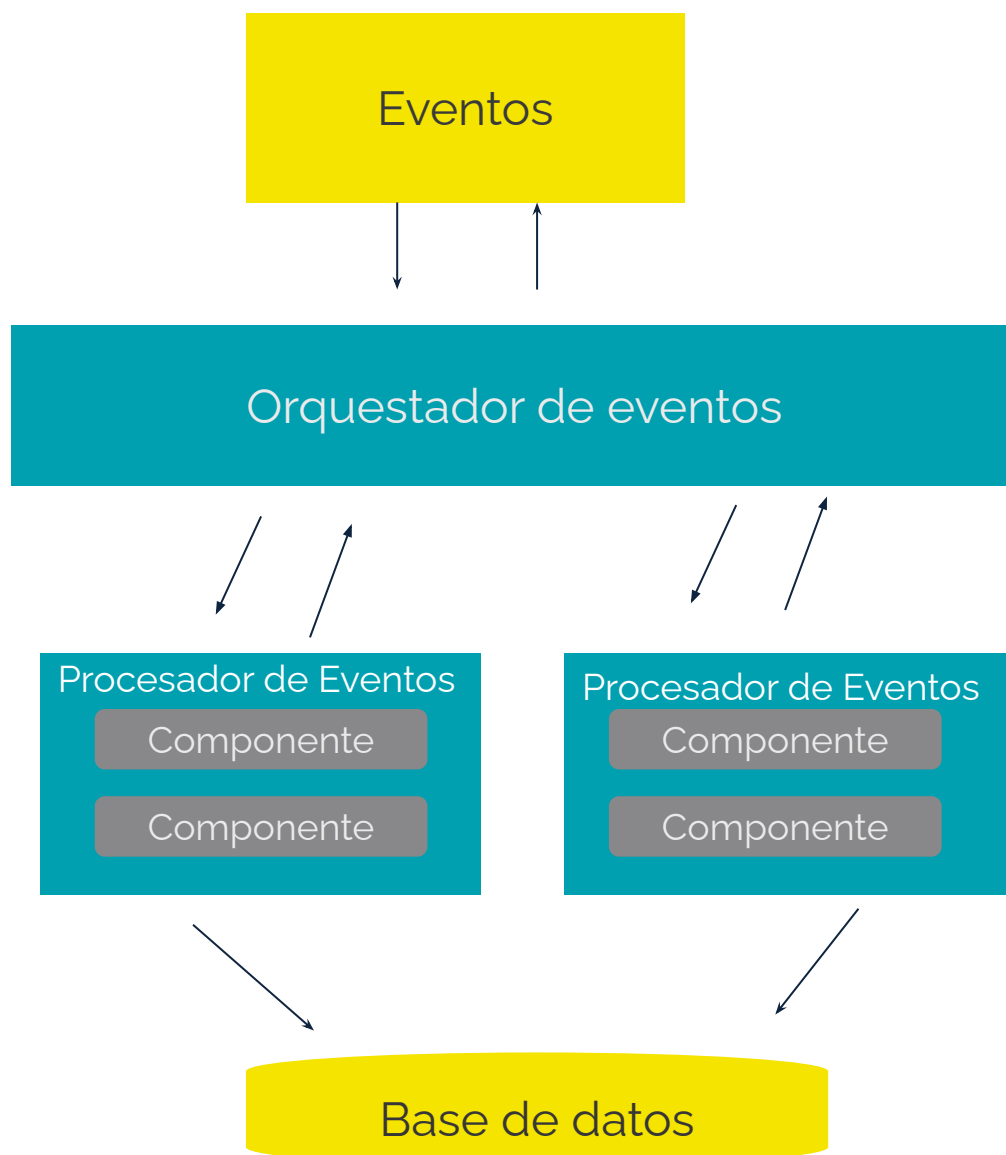 Eventos
Orquestador de eventos
Procesador de Eventos
Componente
Componente
Procesador de Eventos
Componente
Componente
Base de datos